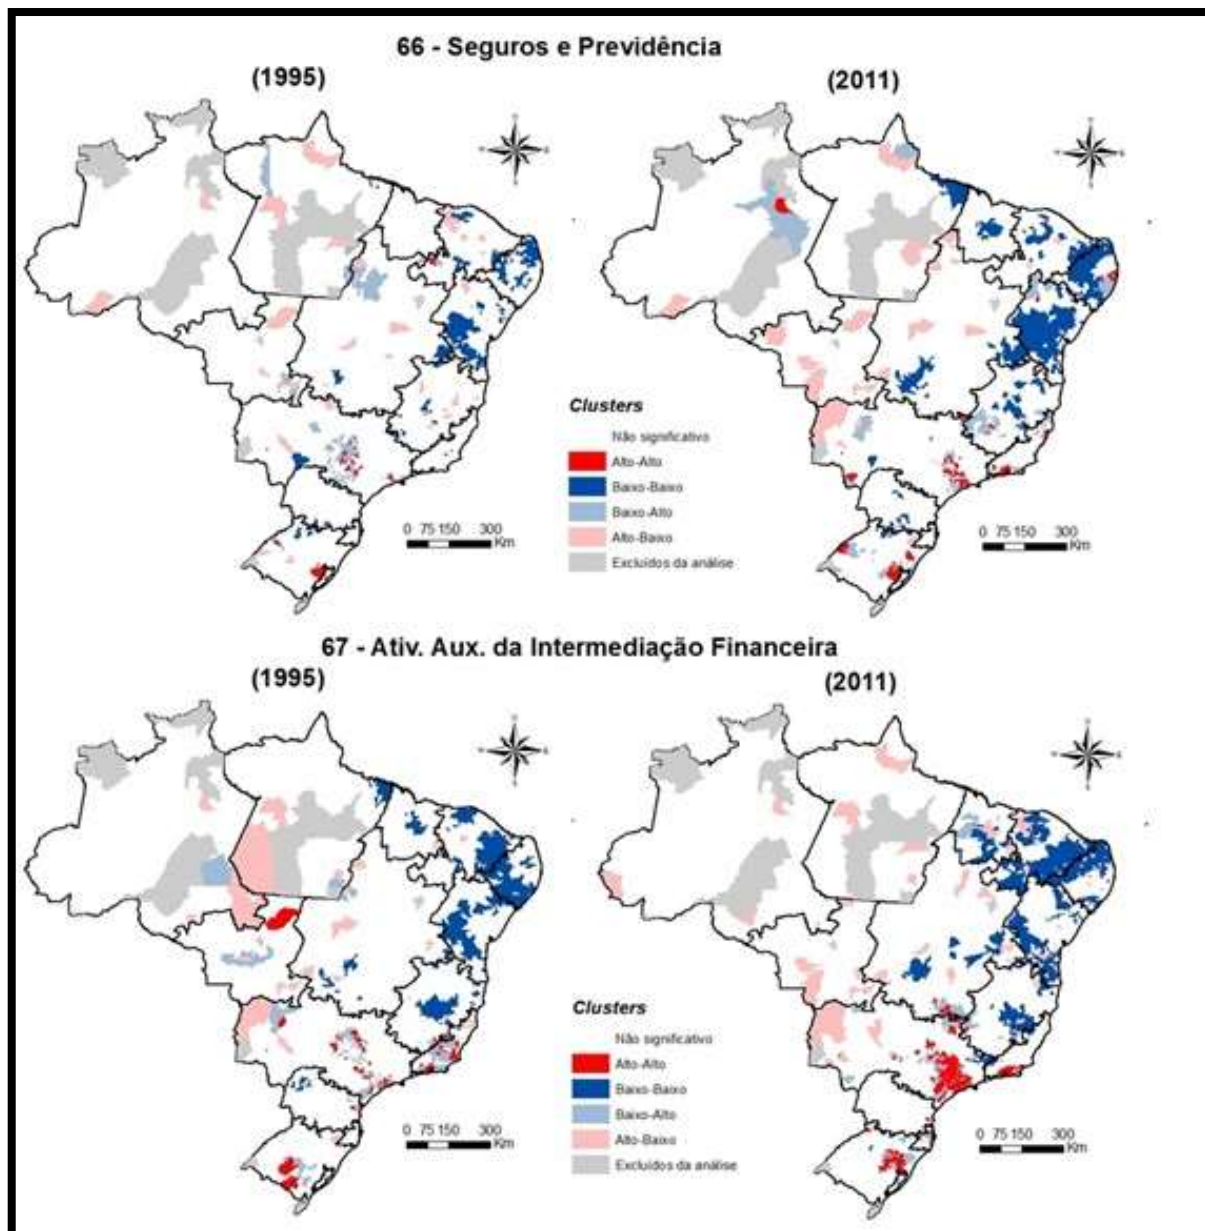 66 - Seguros e Previdência
(1995)
(2011)
Clusters
Não significativo
Alto-Alto
Baixo-Baixo
Baixo-Alto
Alto-Baixo
Excluídos da análise
0 75 150 300
Km
0 75 150 300
Km
67 - Ativ. Aux. da Intermediação Financeira
(1995)
(2011)
Clusters
Não significativo
Alto-Alto
Baixo-Baixo
Baixo-Alto
Alto-Baixo
Excluídos da análise
0 75 150 300
Km
0 75 150 300
Km